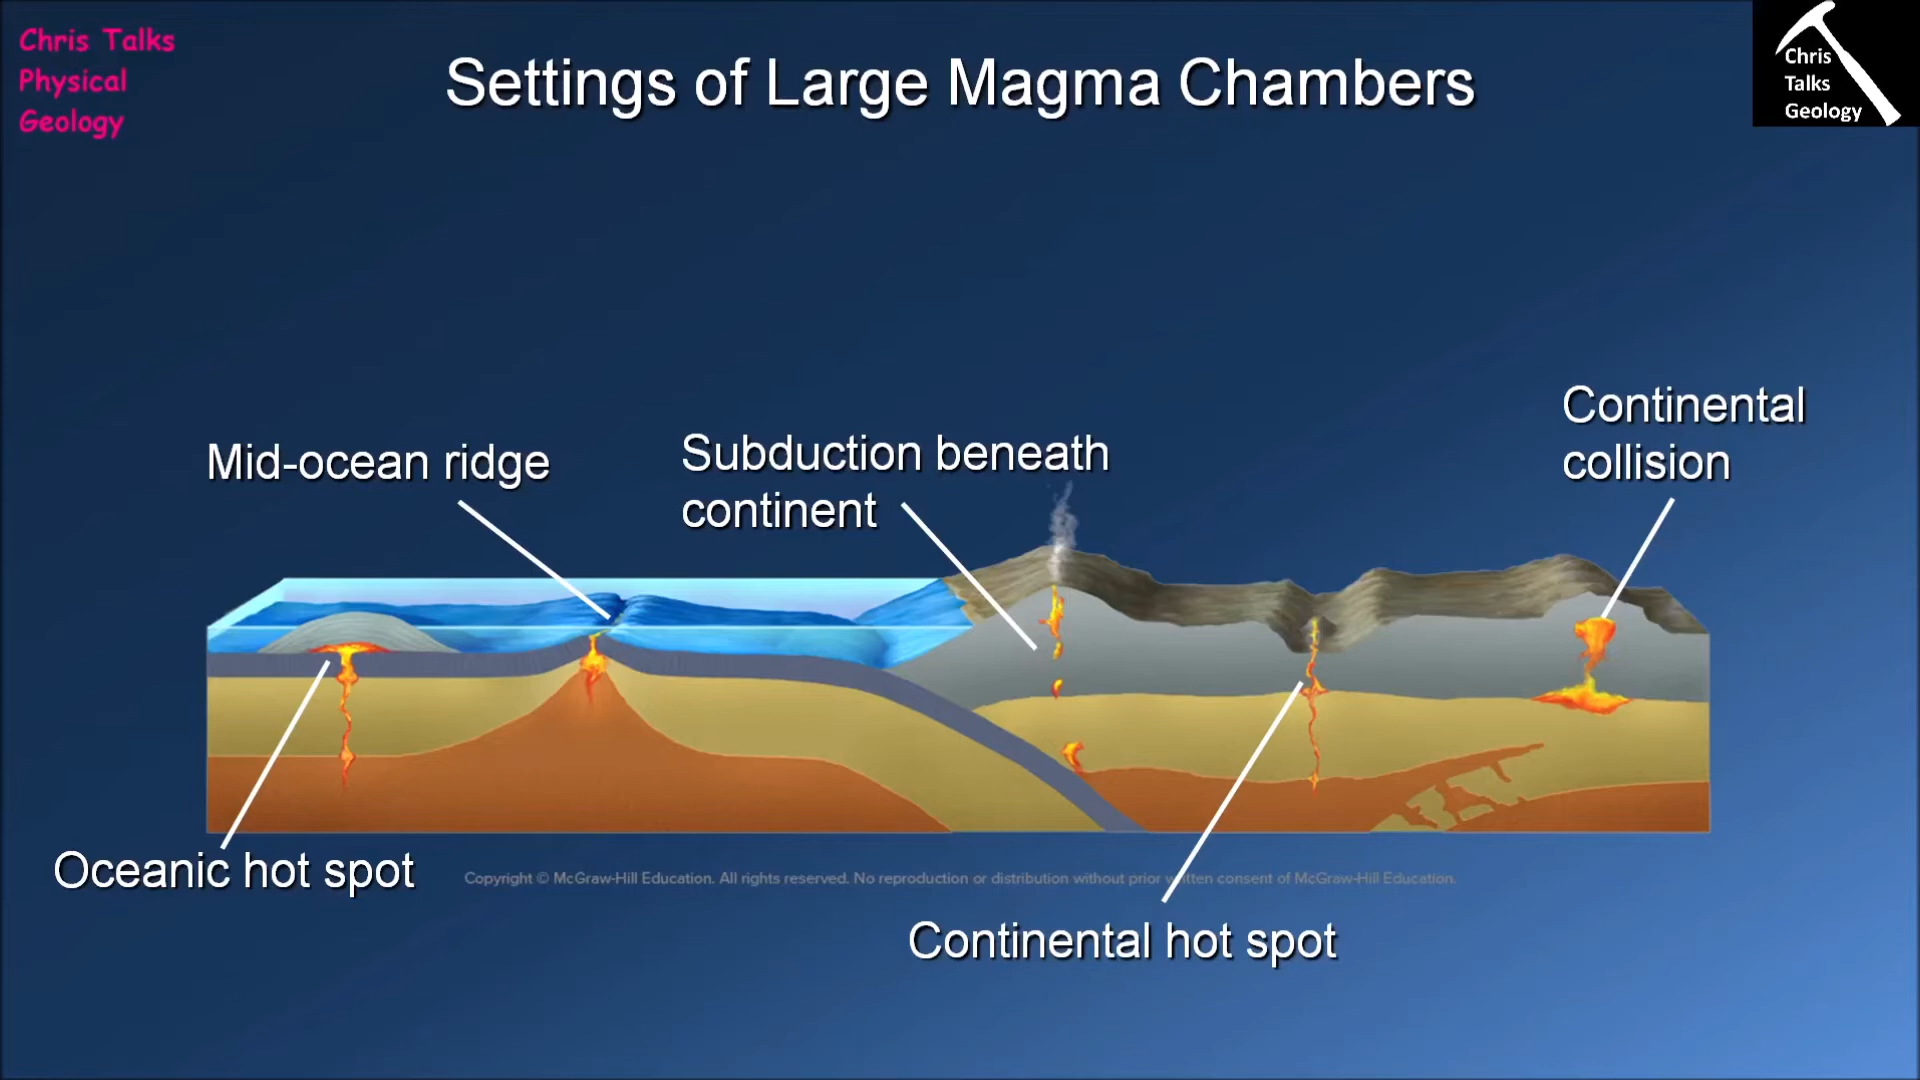 Chris Talks
Physical
Geology
Settings of Large Magma Chambers
Chris
Talks
Geology
Continental
collision
Mid-ocean ridge
Subduction beneath
continent
Oceanic hot spot
Copyright © McGraw-Hill Education. All rights reserved. No reproduction or distribution without prior written consent of McGraw-Hill Education.
Continental hot spot